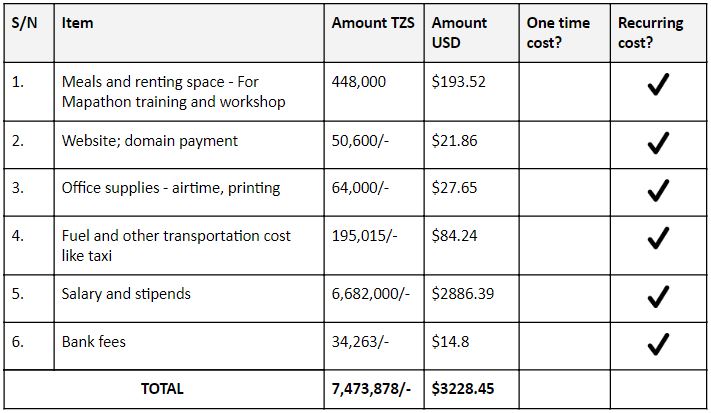 S/N Item Amount TZS Amount USD One time cost? Recurring cost?
1. Meals and renting space - For Mapathon training and workshop 448,000 $193.52 ✔
2. Website; domain payment 50,600/- $21.86 ✔
3. Office supplies - airtime, printing 64,000/- $27.65 ✔
4. Fuel and other transportation cost like taxi 195,015/- $84.24 ✔
5. Salary and stipends 6,682,000/- $2886.39 ✔
6. Bank fees 34,263/- $14.8 ✔
TOTAL 7,473,878/- $3228.45